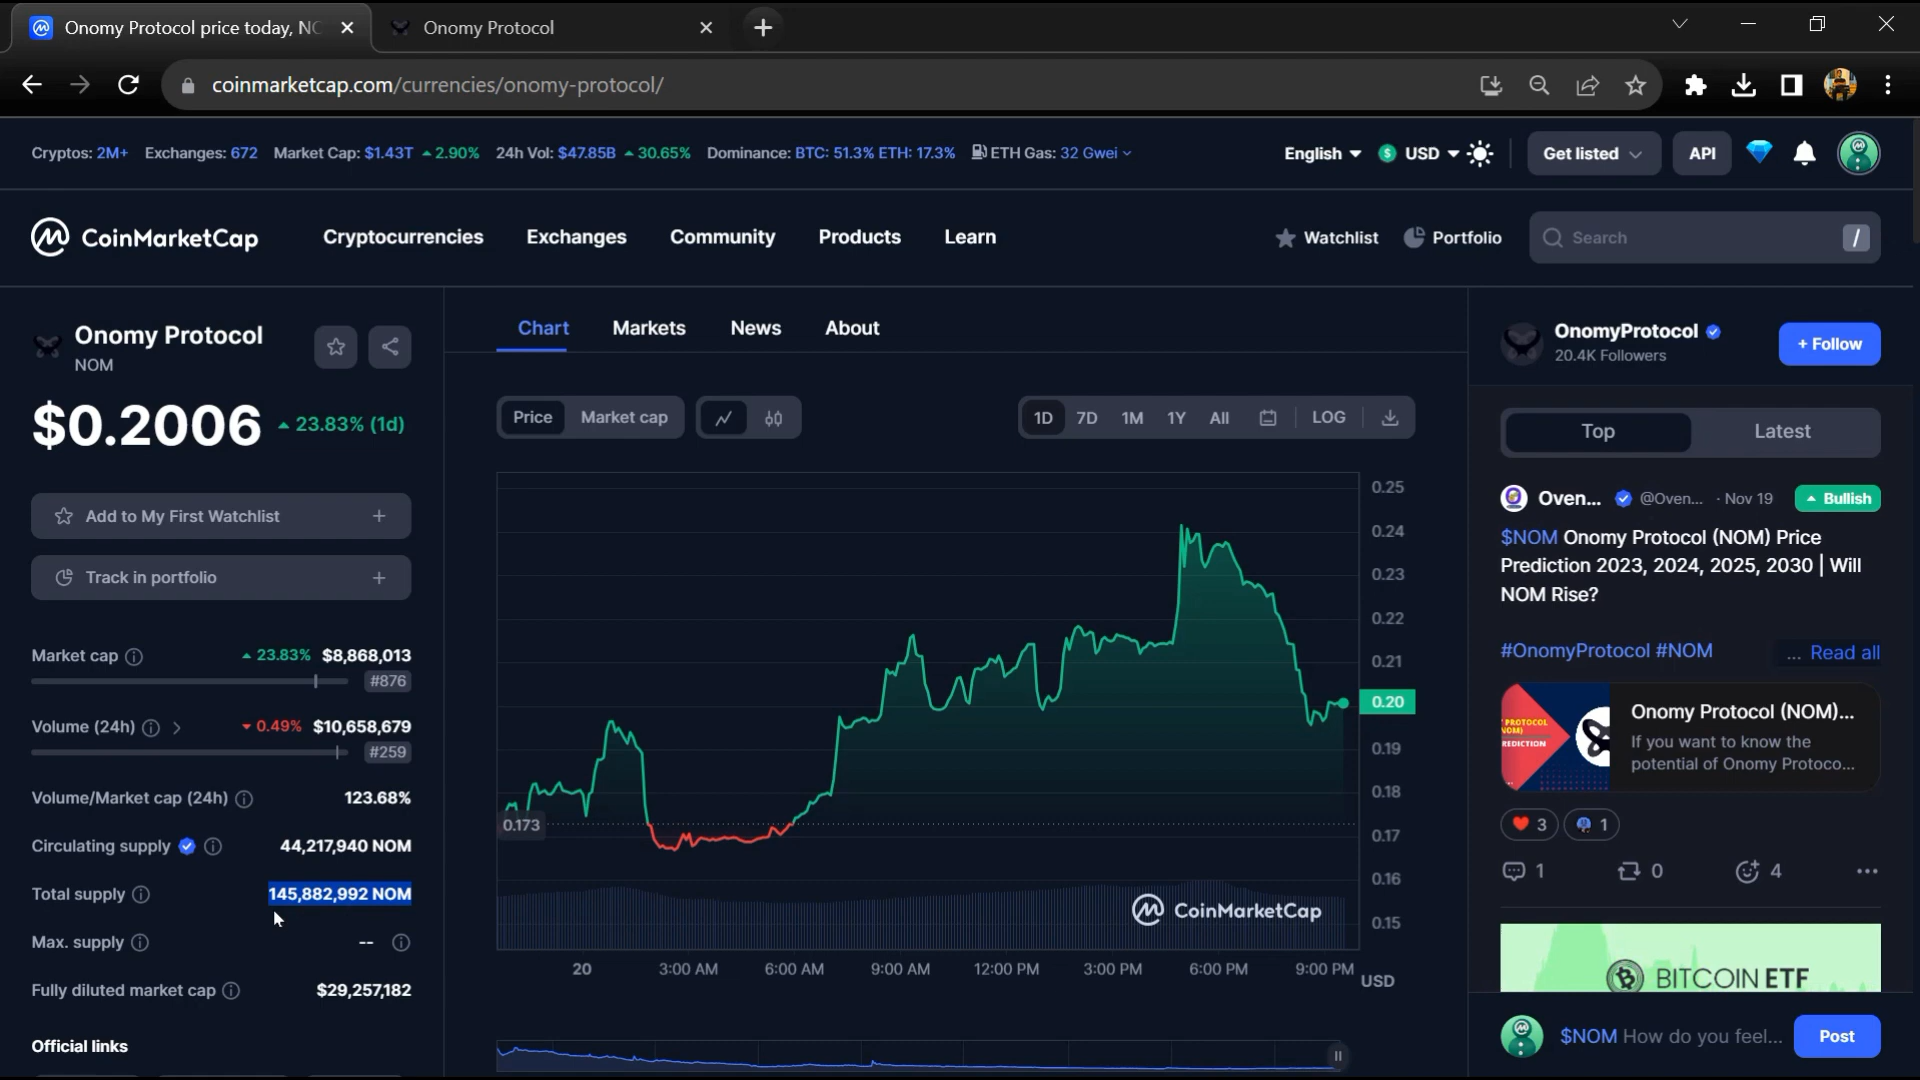 Onomy Protocol price today, NO
Onomy Protocol
coinmarketcap.com/currencies/onomy-protocol/
Cryptos: 2M+ Exchanges: 672 Market Cap: $1.43T 2.90% 24h Vol: $47.85B 30.65% Dominance: BTC: 51.3% ETH: 17.3% ETH Gas: 32 Gwei
English USD Get listed API
CoinMarketCap
Cryptocurrencies Exchanges Community Products Learn
Watchlist Portfolio Search /
Onomy Protocol
NOM
$0.2006 23.83% (1d)
Add to My First Watchlist +
Track in portfolio +
Market cap 23.83% $8,868,013
#876
Volume (24h) 0.49% $10,658,679
#259
Volume/Market cap (24h) 123.68%
Circulating supply 44,217,940 NOM
Total supply 145,882,992 NOM
Max. supply --
Fully diluted market cap $29,257,182
Official links
Chart Markets News About
Price Market cap
1D 7D 1M 1Y All LOG
0.25
0.24
0.23
0.22
0.21
0.20
0.19
0.18
0.17
0.16
0.15
0.173
CoinMarketCap
20 3:00 AM 6:00 AM 9:00 AM 12:00 PM 3:00 PM 6:00 PM 9:00 PM
USD
OnomyProtocol
20.4K Followers
+ Follow
Top Latest
Oven... @Oven... · Nov 19 Bullish
$NOM Onomy Protocol (NOM) Price
Prediction 2023, 2024, 2025, 2030 | Will
NOM Rise?
#OnomyProtocol #NOM ... Read all
PROTOCOL
NOM)
REDICTION
Onomy Protocol (NOM)...
If you want to know the
potential of Onomy Protoco...
3 1
1 0 4
BITCOIN ETF
$NOM How do you feel... Post